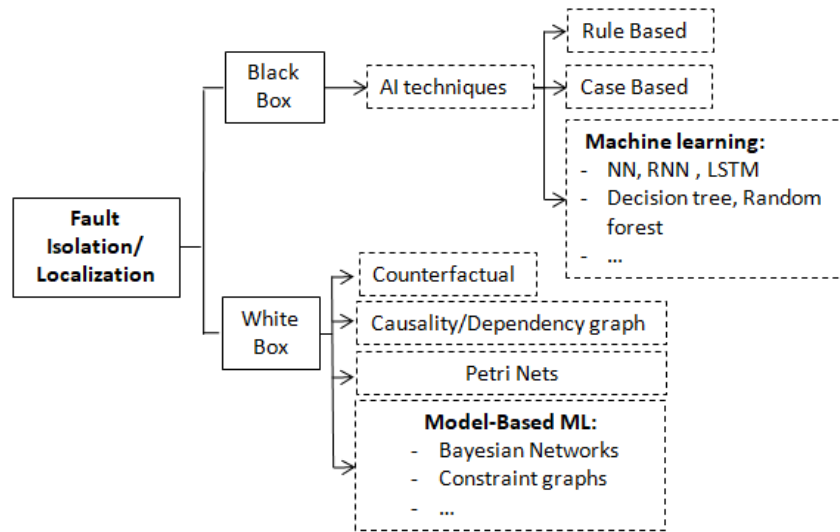 Fault
Isolation/
Localization
Black
Box
AI techniques
Rule Based
Case Based
Machine learning:
- NN, RNN , LSTM
- Decision tree, Random
forest
- ...
White
Box
Counterfactual
Causality/Dependency graph
Petri Nets
Model-Based ML:
- Bayesian Networks
- Constraint graphs
- ...